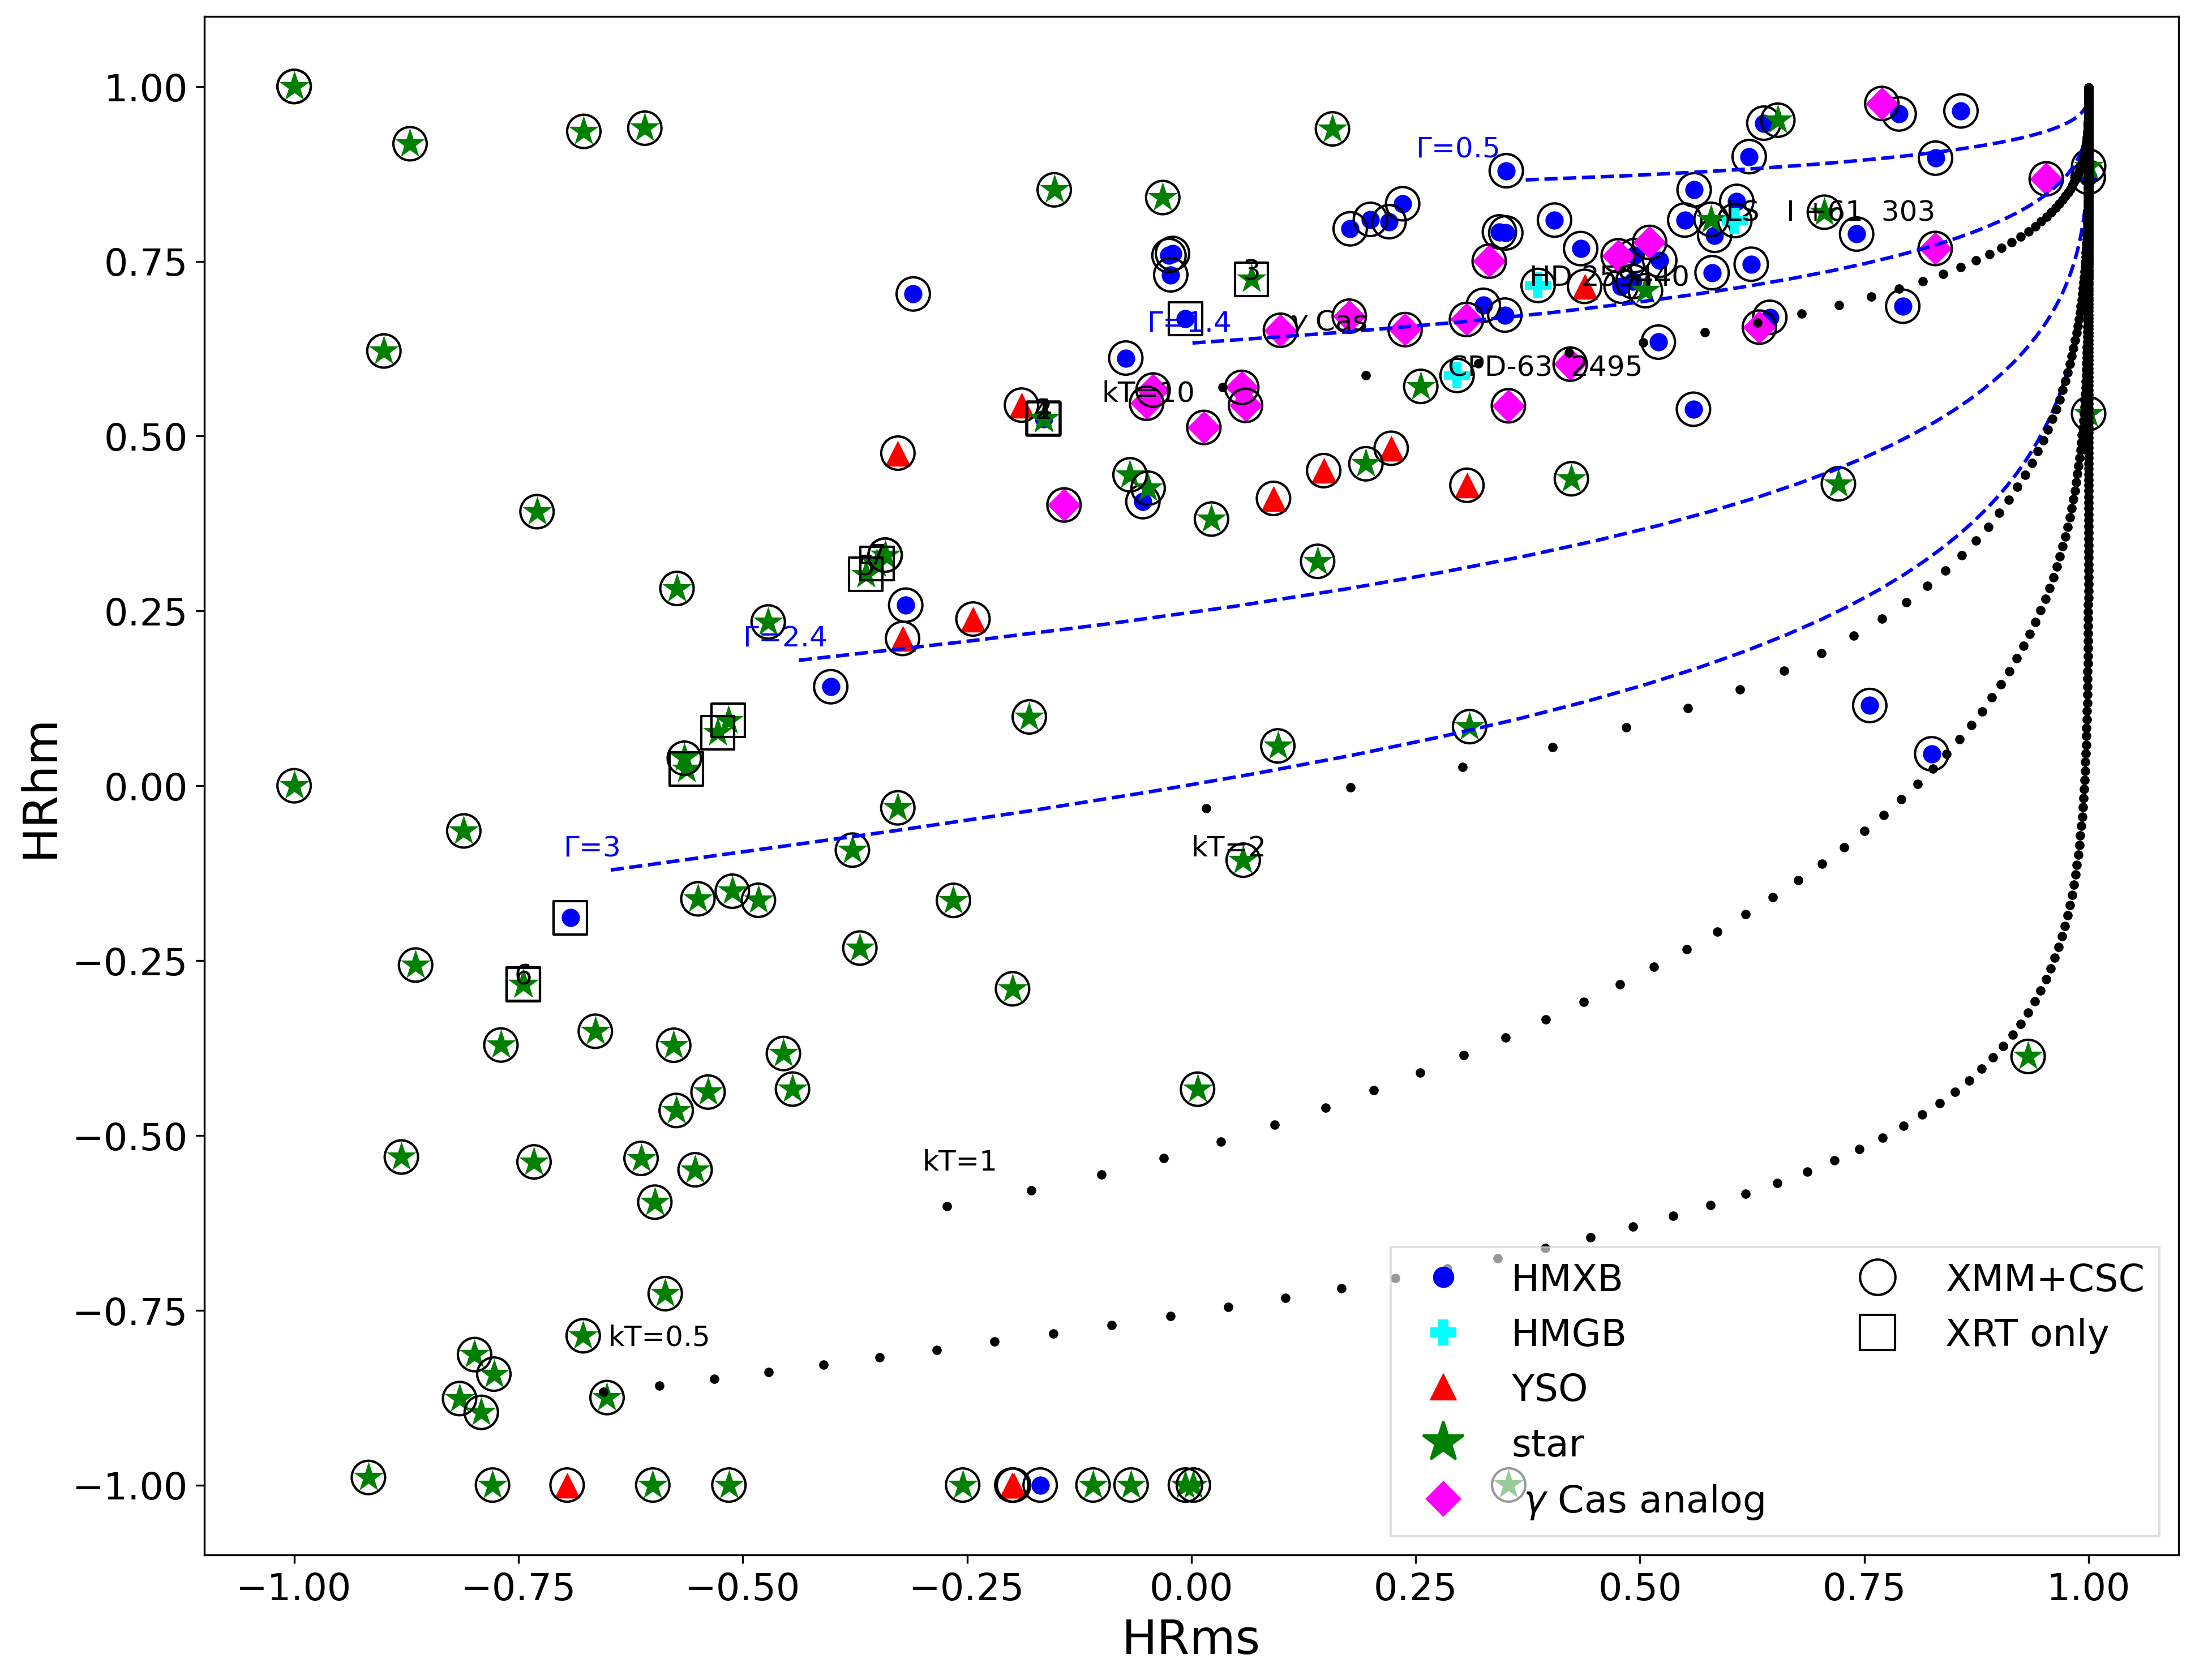 1.00
0.75
0.50
0.25
0.00
−0.25
−0.50
−0.75
−1.00
HRhm
−1.00
−0.75
−0.50
−0.25
0.00
0.25
0.50
0.75
1.00
HRms
Γ=0.5
LS I +61 303
3
Γ=1.4
γ Cas
CPD-63 2495
kT=10
Γ=2.4
Γ=3
kT=2
6
kT=1
kT=0.5
HMXB
HMGB
YSO
star
γ Cas analog
XMM+CSC
XRT only